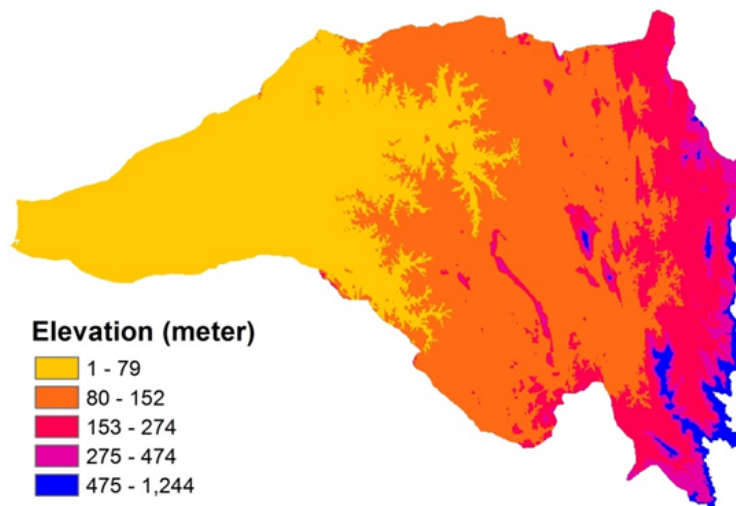 Elevation (meter)
1 - 79
80 - 152
153 - 274
275 - 474
475 - 1,244